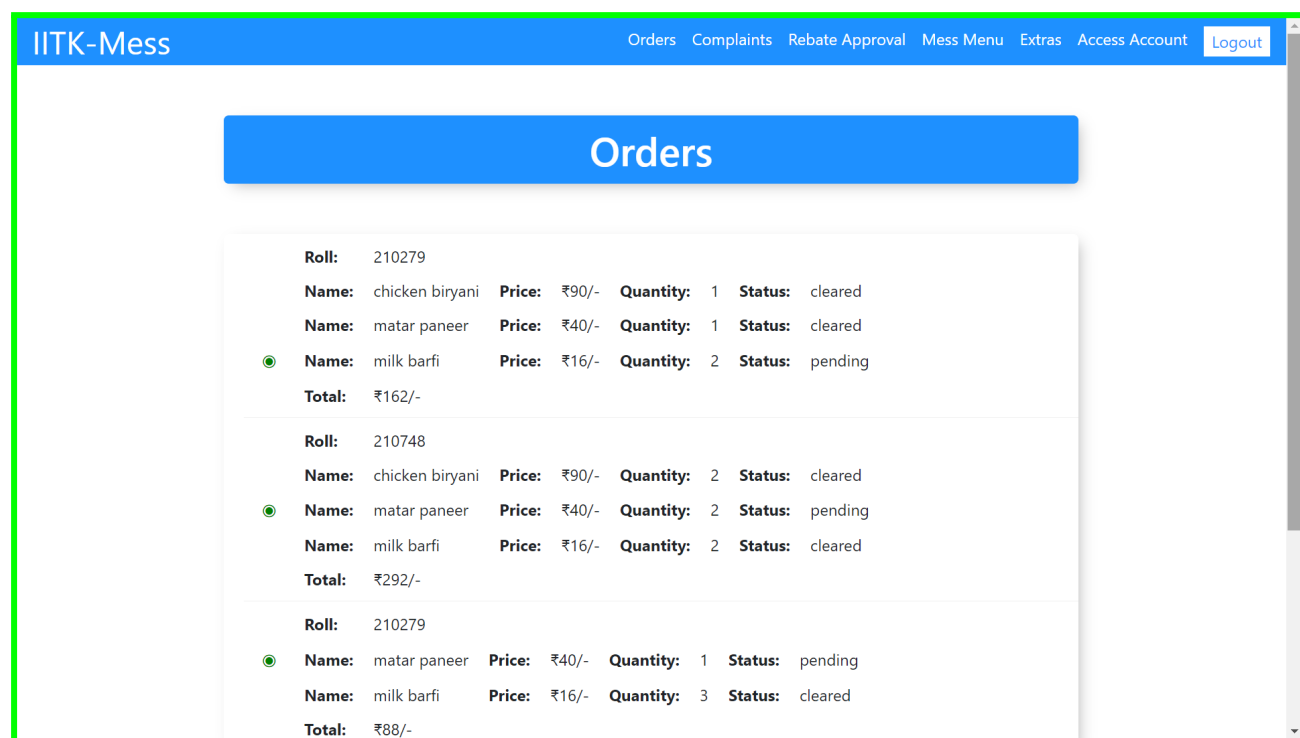 IITK-Mess Orders Complaints Rebate Approval Mess Menu Extras Access Account Logout
Orders
Roll: 210279
Name: chicken biryani Price: ₹90/- Quantity: 1 Status: cleared
Name: matar paneer Price: ₹40/- Quantity: 1 Status: cleared
Name: milk barfi Price: ₹16/- Quantity: 2 Status: pending
Total: ₹162/-
Roll: 210748
Name: chicken biryani Price: ₹90/- Quantity: 2 Status: cleared
Name: matar paneer Price: ₹40/- Quantity: 2 Status: pending
Name: milk barfi Price: ₹16/- Quantity: 2 Status: cleared
Total: ₹292/-
Roll: 210279
Name: matar paneer Price: ₹40/- Quantity: 1 Status: pending
Name: milk barfi Price: ₹16/- Quantity: 3 Status: cleared
Total: ₹88/-